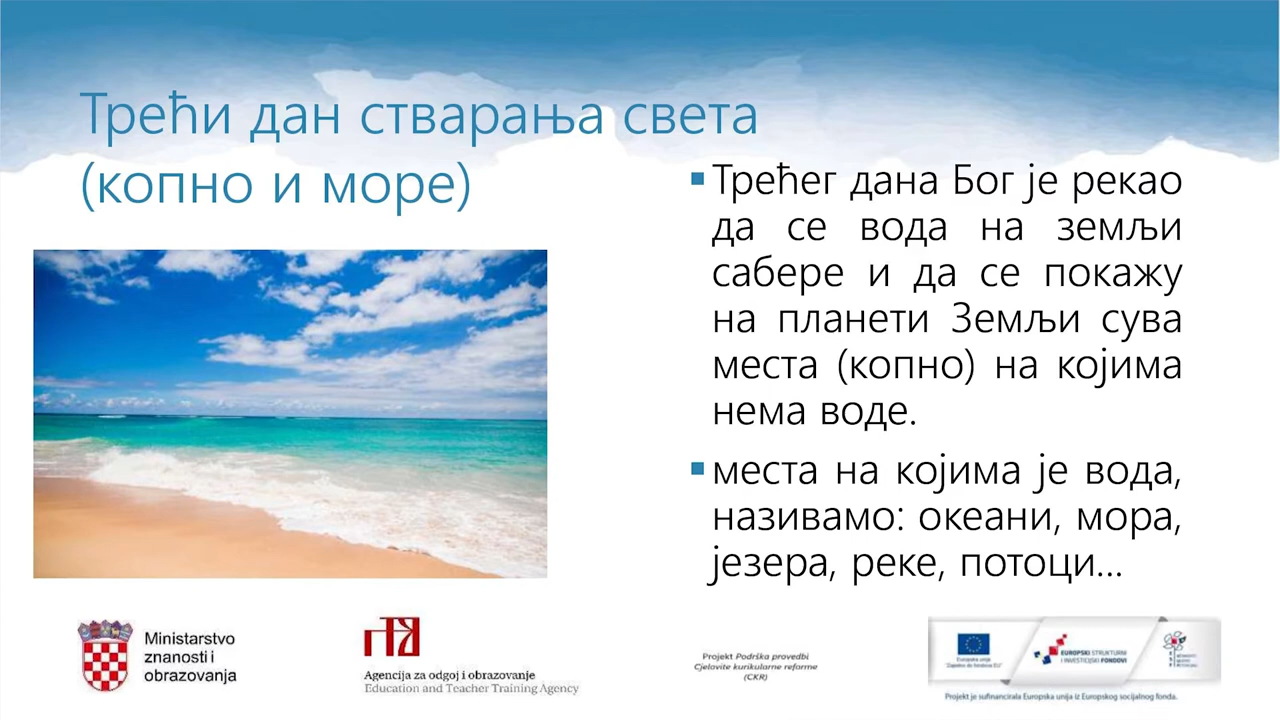 Трећи дан стварања света
(копно и море)
Трећег дана Бог је рекао
да се вода на земљи
сабере и да се покажу
на планети Земљи сува
места (копно) на којима
нема воде.
места на којима је вода,
називамо: океани, мора,
језера, реке, потоци...
Ministarstvo
znanosti i
obrazovanja
Agencija za odgoj i obrazovanje
Education and Teacher Training Agency
Projekt Podrška provedbi
Cjelovite kurikularne reforme
(CKR)
Europska unija
EUROPSKI STRUKTURNI
I INVESTICIJSKI FONDOVI
Projekt je sufinancirala Europska unija iz Europskog socijalnog fonda.